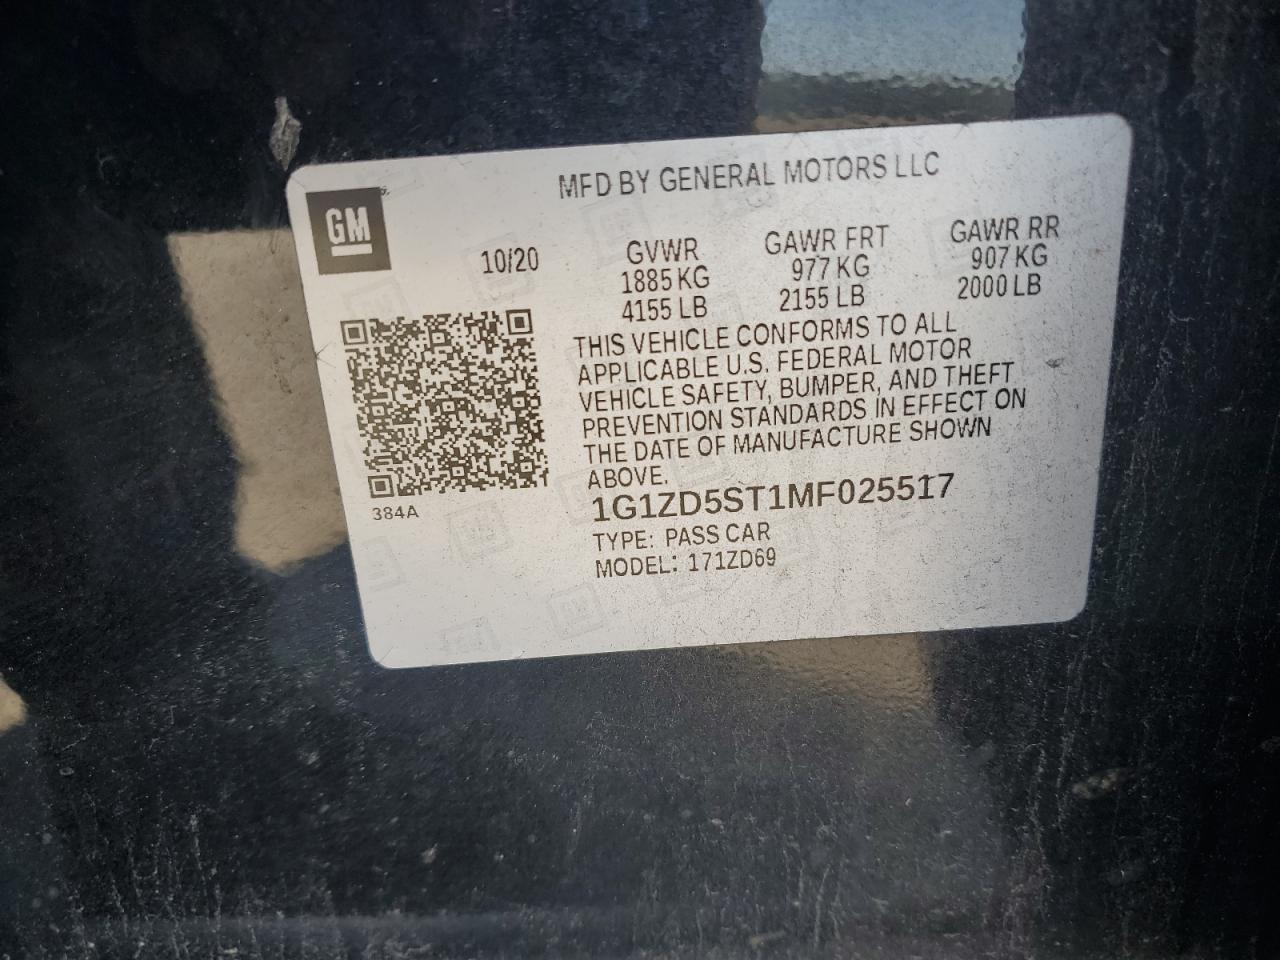 MFD BY GENERAL MOTORS LLC
GM
10/20 GVWR GAWR FRT GAWR RR
1885 KG 977 KG 907 KG
4155 LB 2155 LB 2000 LB
THIS VEHICLE CONFORMS TO ALL
APPLICABLE U.S. FEDERAL MOTOR
VEHICLE SAFETY, BUMPER, AND THEFT
PREVENTION STANDARDS IN EFFECT ON
THE DATE OF MANUFACTURE SHOWN
ABOVE.
384A
1G1ZD5ST1MF025517
TYPE: PASS CAR
MODEL: 171ZD69